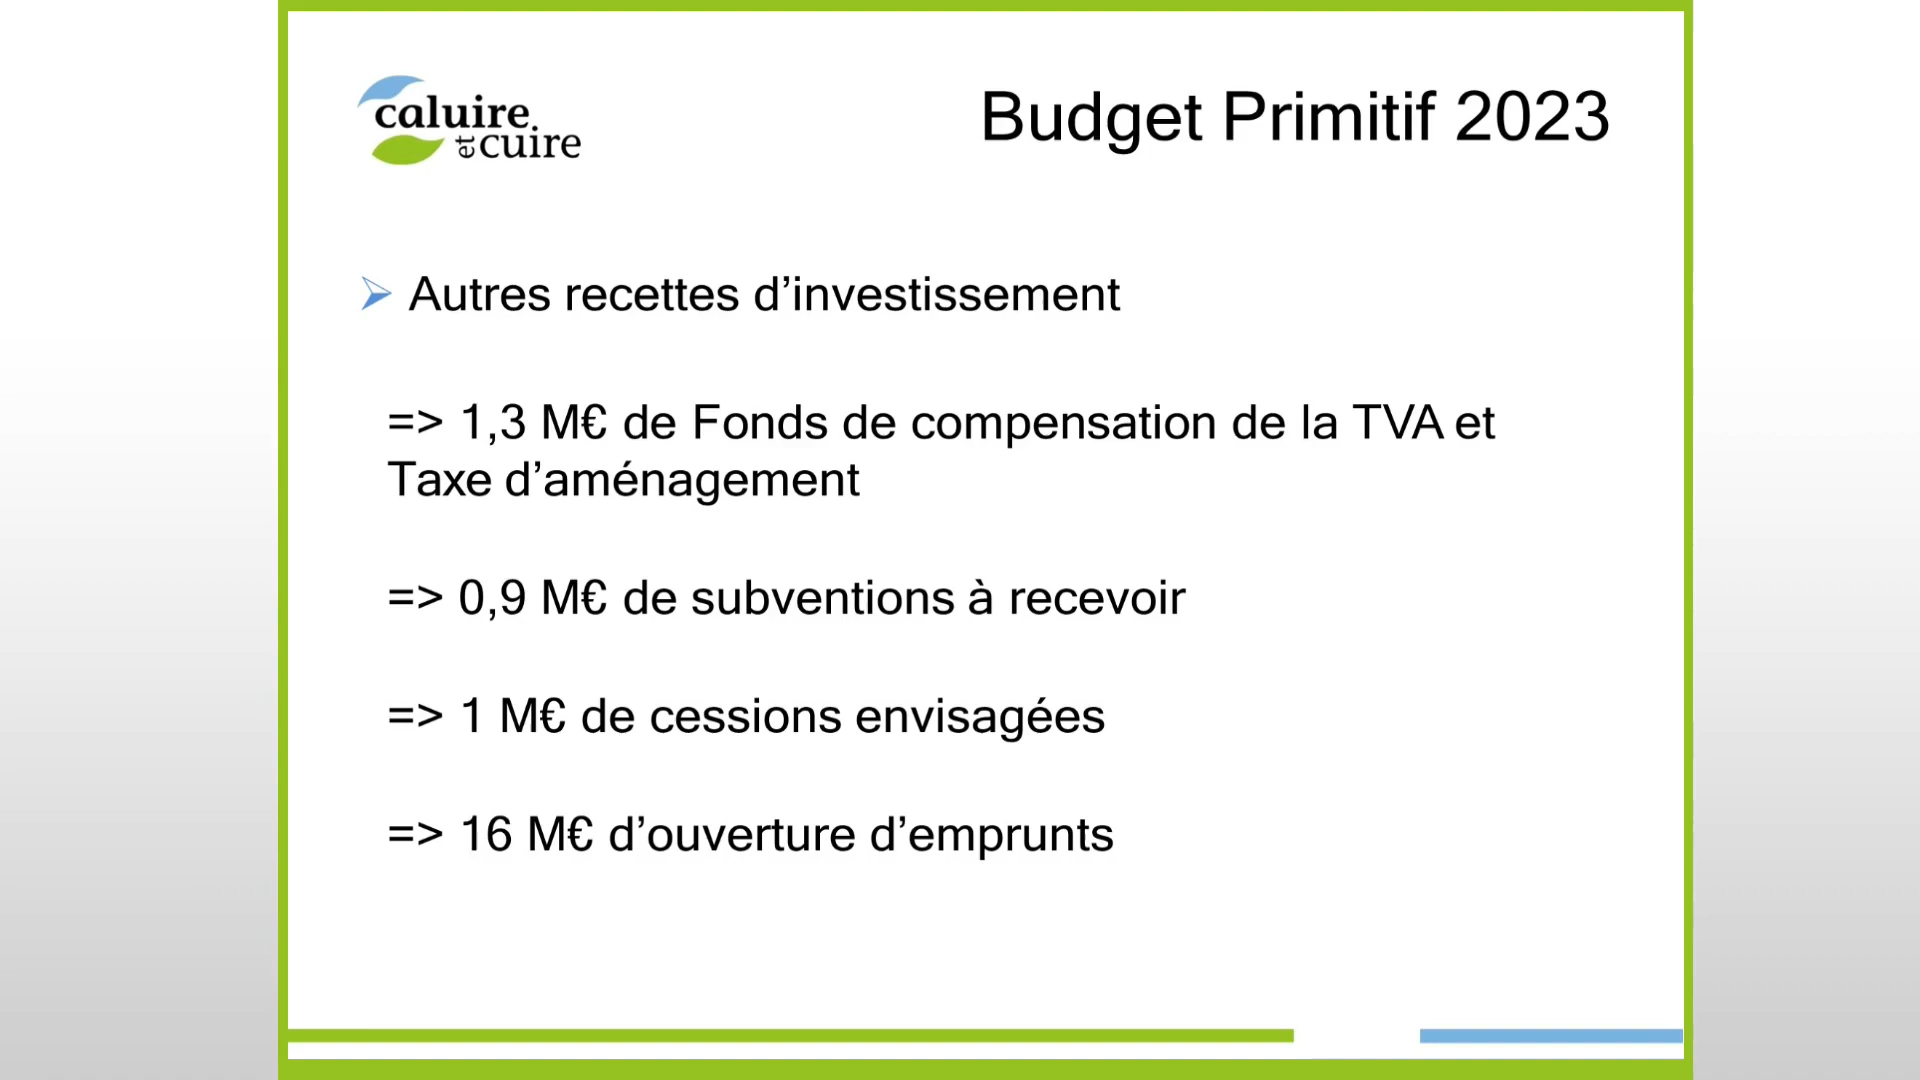 caluire
et cuire
Budget Primitif 2023
Autres recettes d’investissement
=> 1,3 M€ de Fonds de compensation de la TVA et
Taxe d’aménagement
=> 0,9 M€ de subventions à recevoir
=> 1 M€ de cessions envisagées
=> 16 M€ d’ouverture d’emprunts